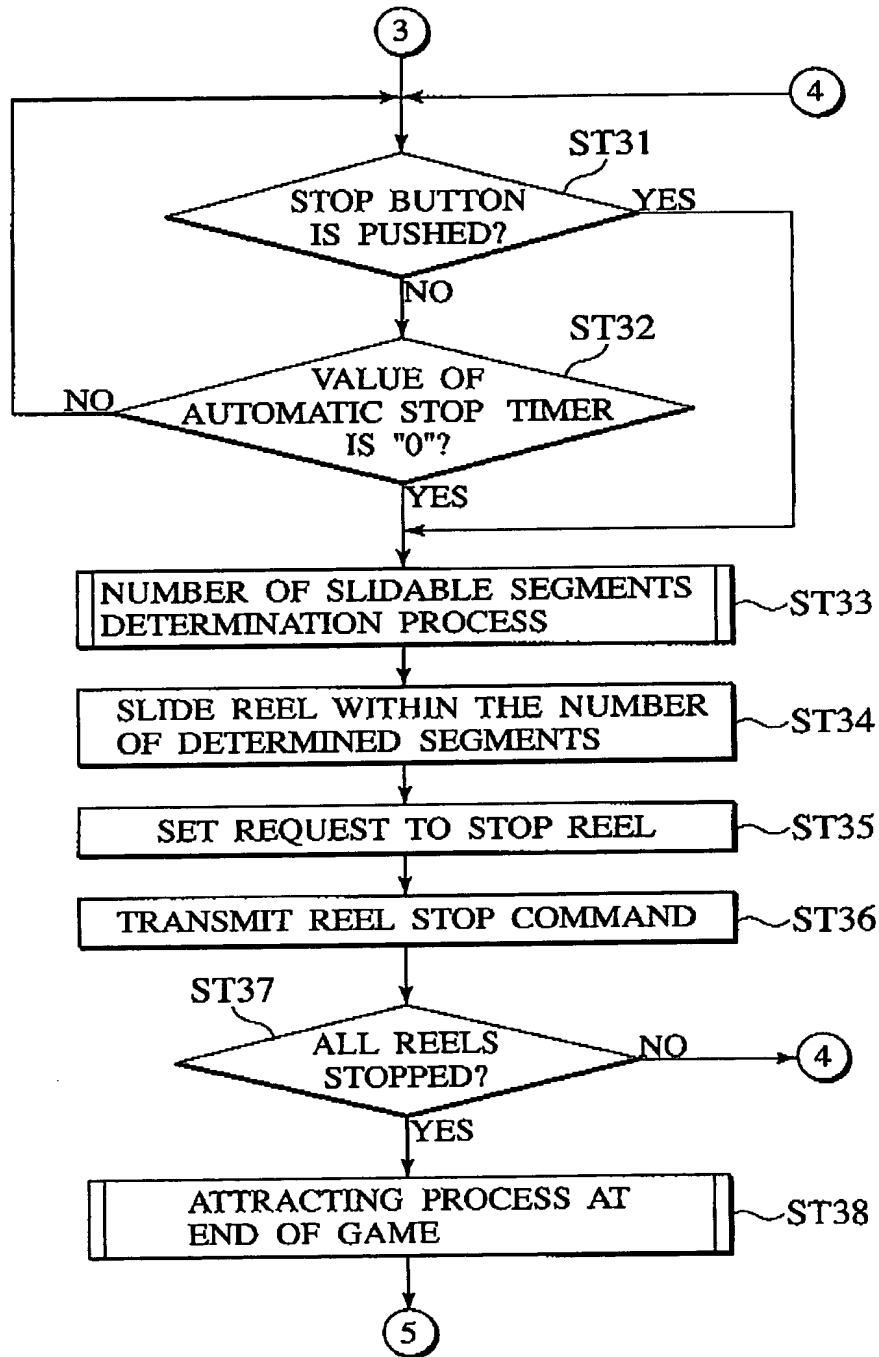 3
4
ST31
STOP BUTTON
IS PUSHED?
YES
NO
ST32
VALUE OF
AUTOMATIC STOP TIMER
IS "0"?
NO
YES
NUMBER OF SLIDABLE SEGMENTS
DETERMINATION PROCESS
ST33
SLIDE REEL WITHIN THE NUMBER
OF DETERMINED SEGMENTS
ST34
SET REQUEST TO STOP REEL
ST35
TRANSMIT REEL STOP COMMAND
ST36
ST37
ALL REELS
STOPPED?
NO
4
YES
ATTRACTING PROCESS AT
END OF GAME
ST38
5